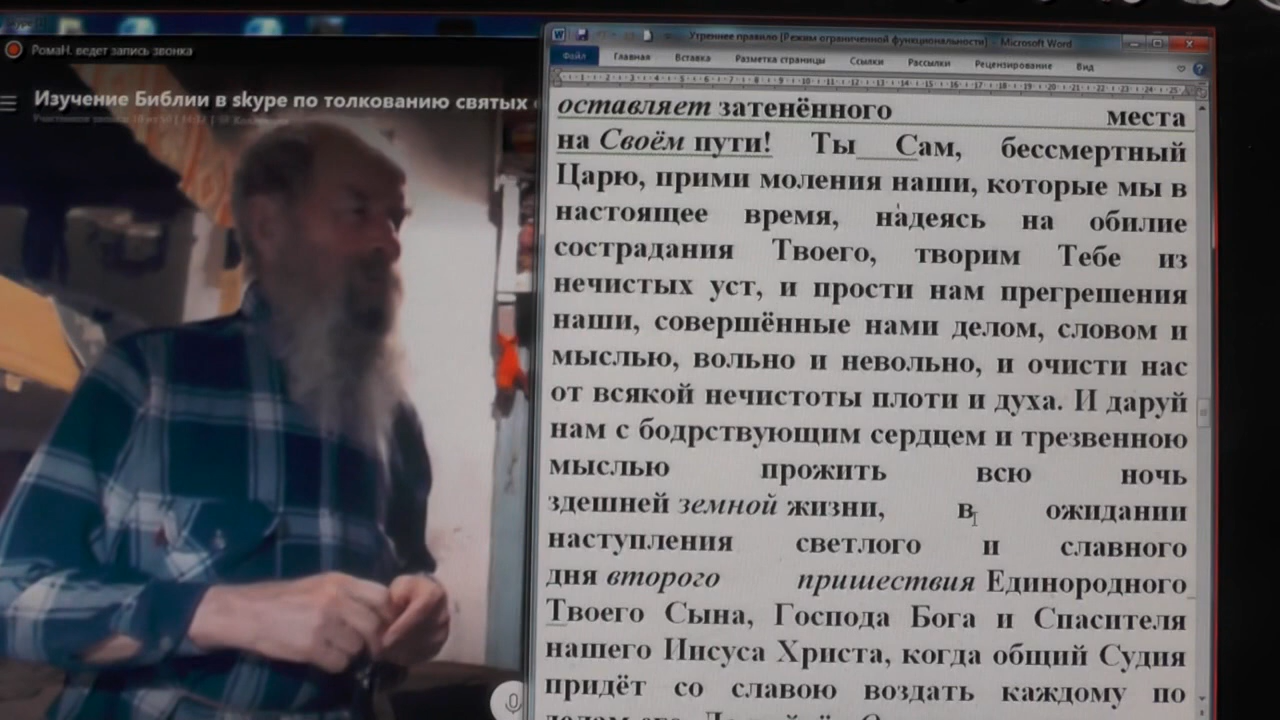 РомаН. ведет запись звонка
Изучение Библии в skype по толкованию святых
Утреннее правило [Режим ограниченной функциональности] - Microsoft Word
Файл Главная Вставка Разметка страницы Ссылки Рассылки Рецензирование Вид
оставляет затенённого места
на Своём пути! Ты Сам, бессмертный
Царю, прими моления наши, которые мы в
настоящее время, надеясь на обилие
сострадания Твоего, творим Тебе из
нечистых уст, и прости нам прегрешения
наши, совершённые нами делом, словом и
мыслью, вольно и невольно, и очисти нас
от всякой нечистоты плоти и духа. И даруй
нам с бодрствующим сердцем и трезвенною
мыслью прожить всю ночь
здешней земной жизни, в ожидании
наступления светлого и славного
дня второго пришествия Единородного
Твоего Сына, Господа Бога и Спасителя
нашего Иисуса Христа, когда общий Судия
придёт со славою воздать каждому по